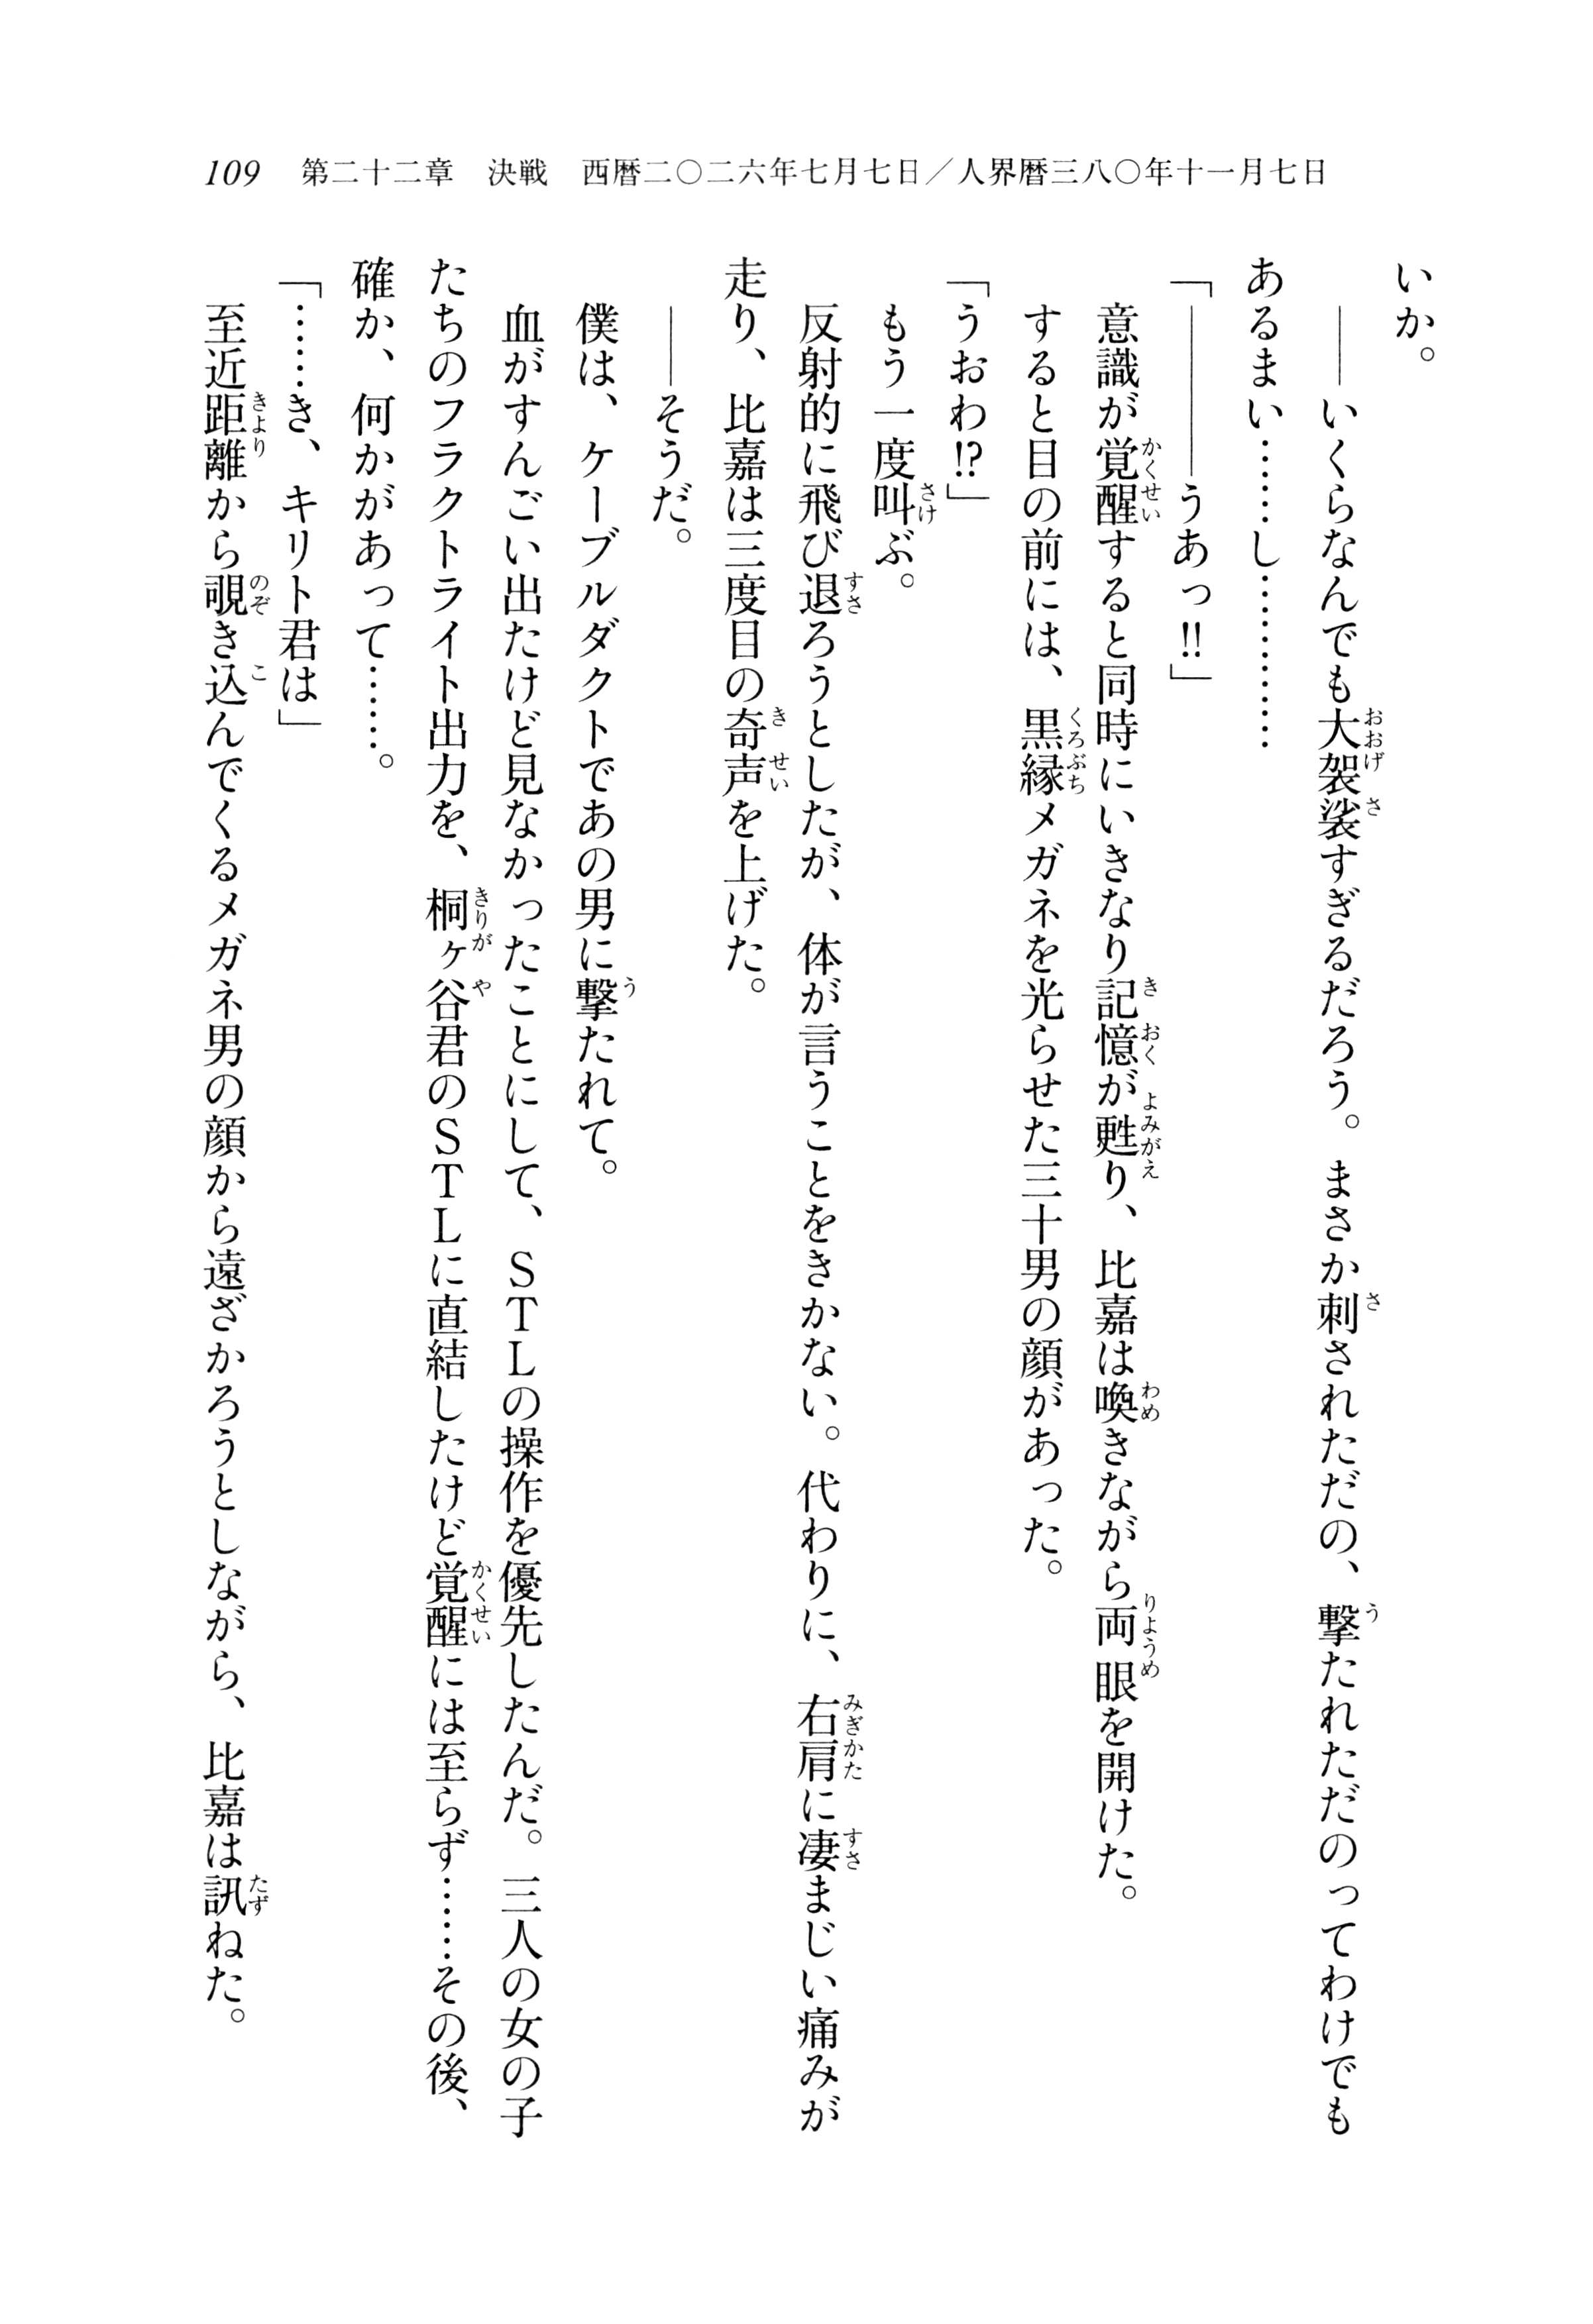 109　第二十二章　決戦　西暦二〇二六年七月七日／人界暦三八〇年十一月七日
いか。
――いくらなんでも大袈裟すぎるだろう。まさか刺されただの、撃たれただのってわけでも
あるまい……し…………
「――――うあっ!!」
意識が覚醒すると同時にいきなり記憶が甦り、比嘉は喚きながら両眼を開けた。
すると目の前には、黒縁メガネを光らせた三十男の顔があった。
「うおわ!?」
もう一度叫ぶ。
反射的に飛び退ろうとしたが、体が言うことをきかない。代わりに、右肩に凄まじい痛みが
走り、比嘉は三度目の奇声を上げた。
――そうだ。
僕は、ケーブルダクトであの男に撃たれて。
血がすんごい出たけど見なかったことにして、STLの操作を優先したんだ。三人の女の子
たちのフラクトライト出力を、桐ヶ谷君のSTLに直結したけど覚醒には至らず……その後、
確か、何かがあって……。
「……き、キリト君は」
至近距離から覗き込んでくるメガネ男の顔から遠ざかろうとしながら、比嘉は訊ねた。